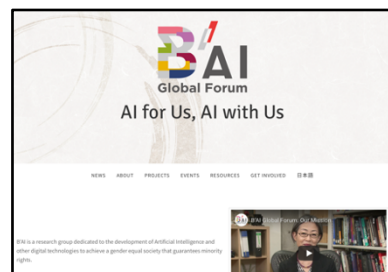 B'AI
Global Forum
AI for Us, AI with Us
NEWS ABOUT PROJECTS EVENTS RESOURCES GET INVOLVED 日本語
B'AI is a research group dedicated to the development of Artificial Intelligence and
other digital technologies to achieve a gender equal society that guarantees minority
rights.
B'AI Global Forum: Our Mission